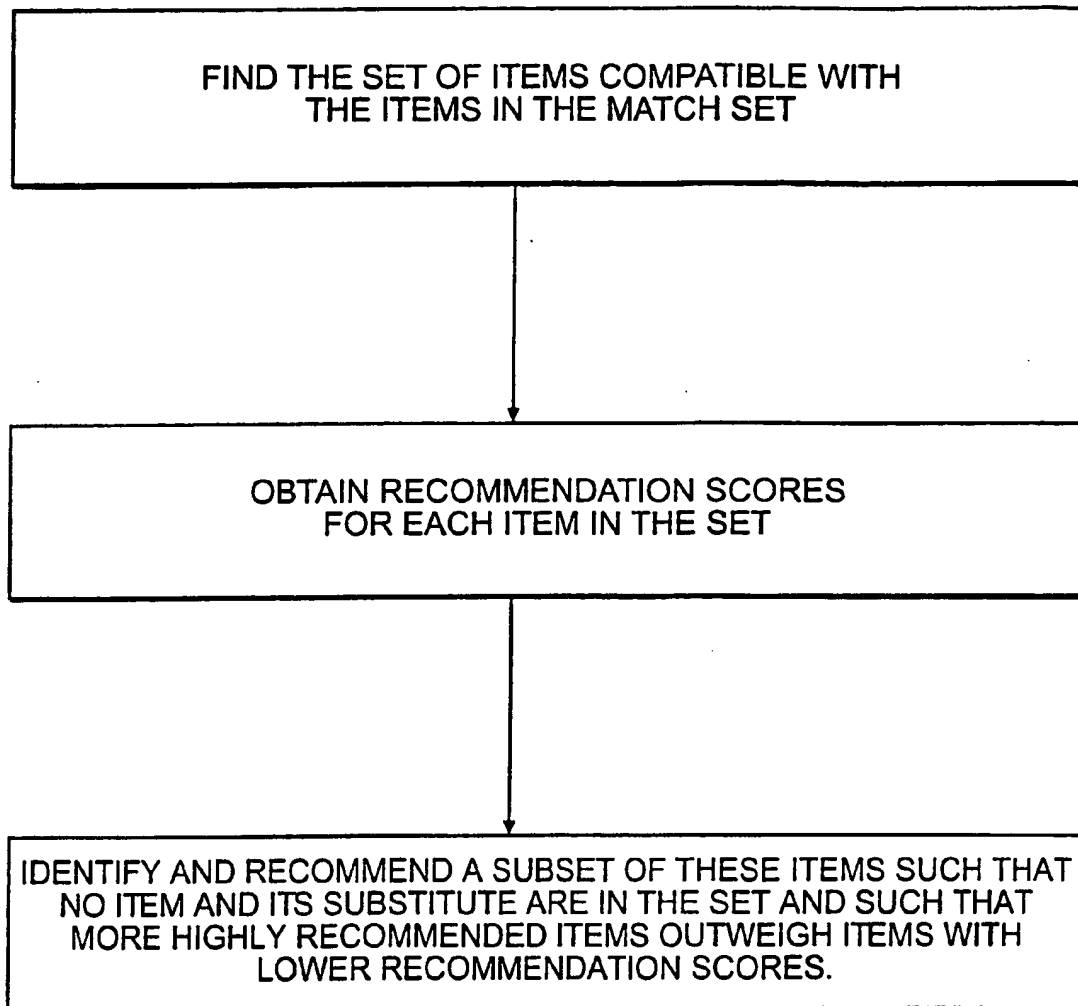 FIND THE SET OF ITEMS COMPATIBLE WITH
THE ITEMS IN THE MATCH SET
OBTAIN RECOMMENDATION SCORES
FOR EACH ITEM IN THE SET
IDENTIFY AND RECOMMEND A SUBSET OF THESE ITEMS SUCH THAT
NO ITEM AND ITS SUBSTITUTE ARE IN THE SET AND SUCH THAT
MORE HIGHLY RECOMMENDED ITEMS OUTWEIGH ITEMS WITH
LOWER RECOMMENDATION SCORES.